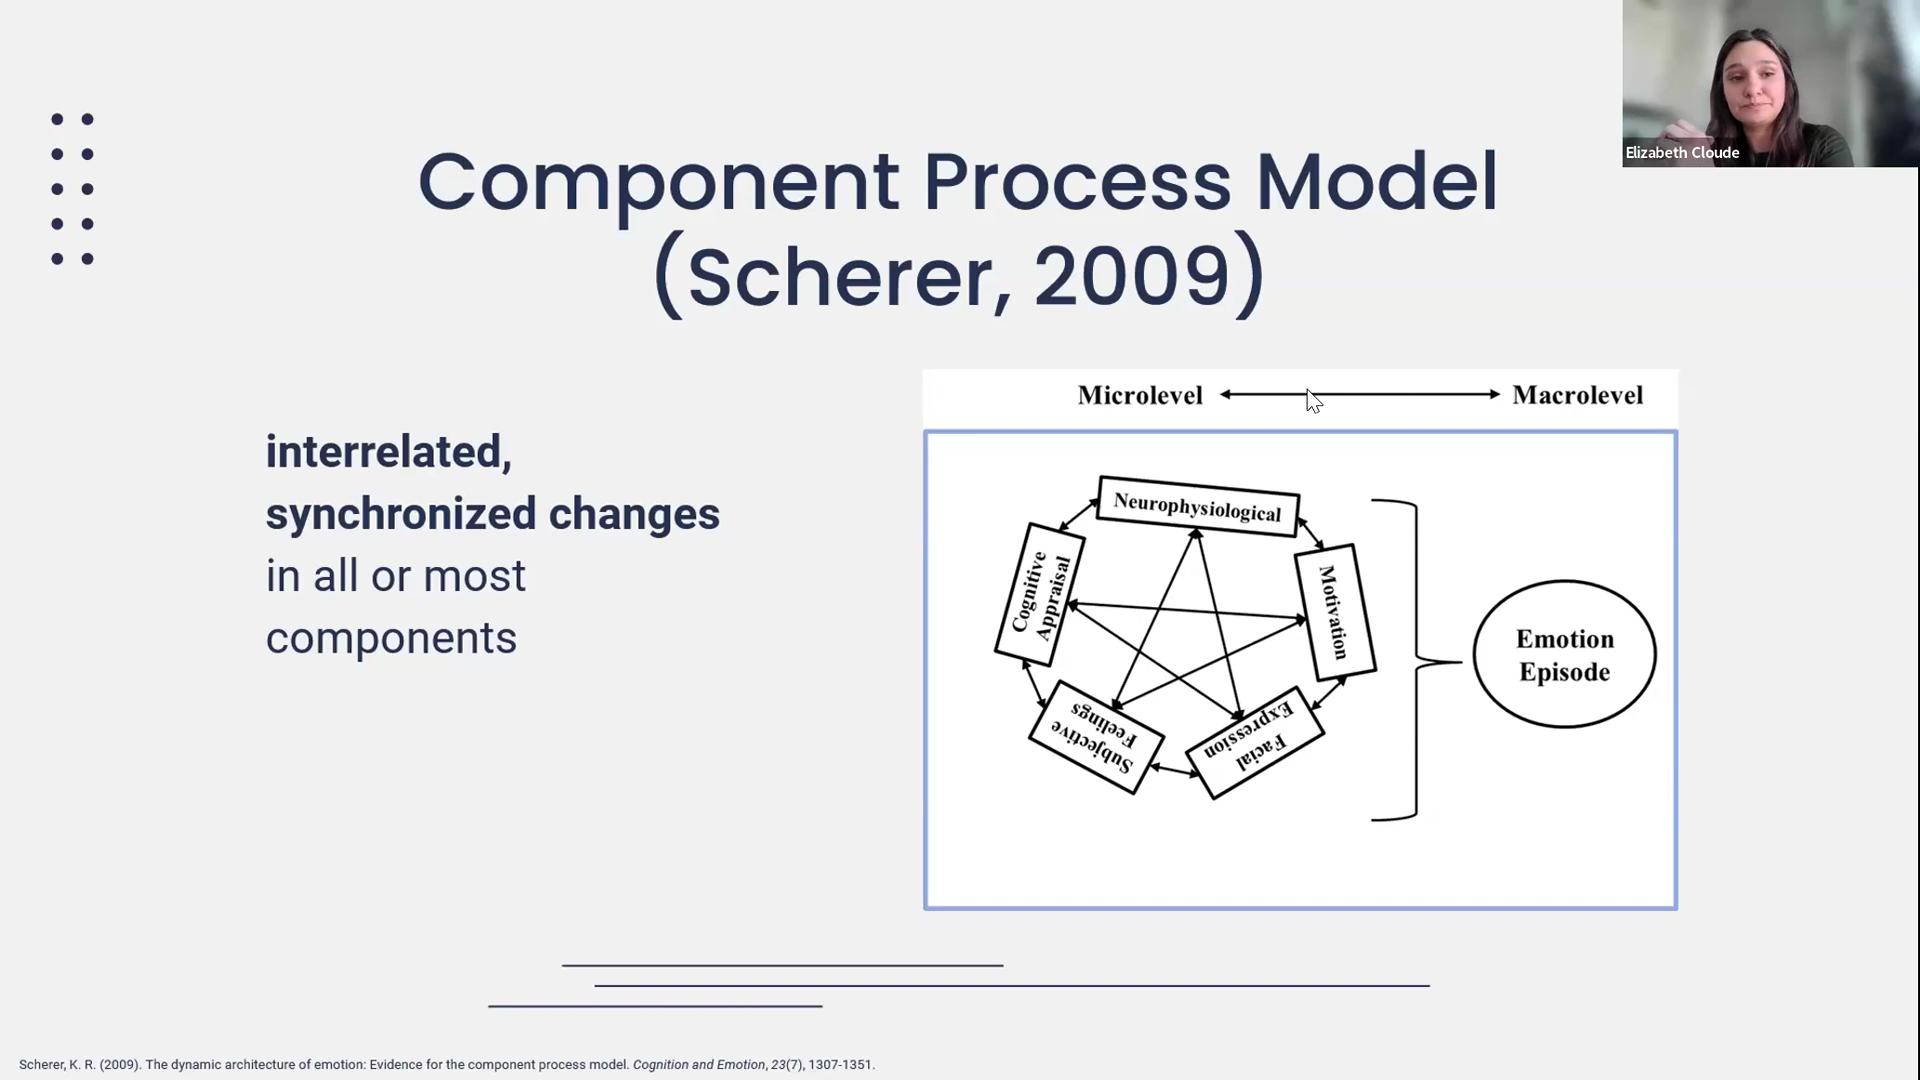 Elizabeth Cloude
Component Process Model
(Scherer, 2009)
interrelated,
synchronized changes
in all or most
components
Microlevel
Macrolevel
Neurophysiological
Cognitive
Appraisal
Motivation
Subjective
Feelings
Facial
Expression
Emotion
Episode
Scherer, K. R. (2009). The dynamic architecture of emotion: Evidence for the component process model. Cognition and Emotion, 23(7), 1307-1351.